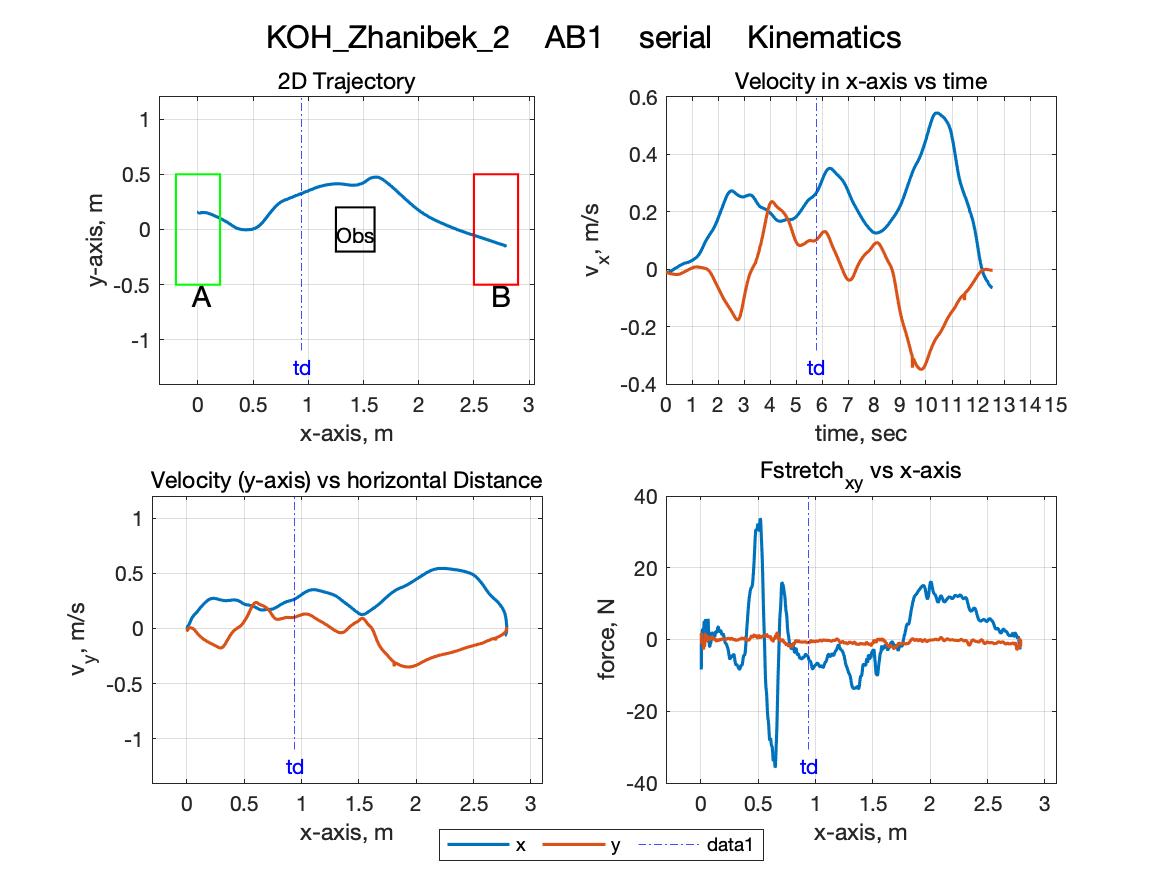 KOH_Zhanibek_2 AB1 serial Kinematics
2D Trajectory
y-axis, m
1
0.5
0
-0.5
-1
Obs
A
B
td
0 0.5 1 1.5 2 2.5 3
x-axis, m
Velocity in x-axis vs time
v_x, m/s
0.6
0.4
0.2
0
-0.2
-0.4
td
0 1 2 3 4 5 6 7 8 9 10 11 12 13 14 15
time, sec
Velocity (y-axis) vs horizontal Distance
v_y, m/s
1
0.5
0
-0.5
-1
td
0 0.5 1 1.5 2 2.5 3
x-axis, m
Fstretch_xy vs x-axis
force, N
40
20
0
-20
-40
td
0 0.5 1 1.5 2 2.5 3
x-axis, m
x y data1